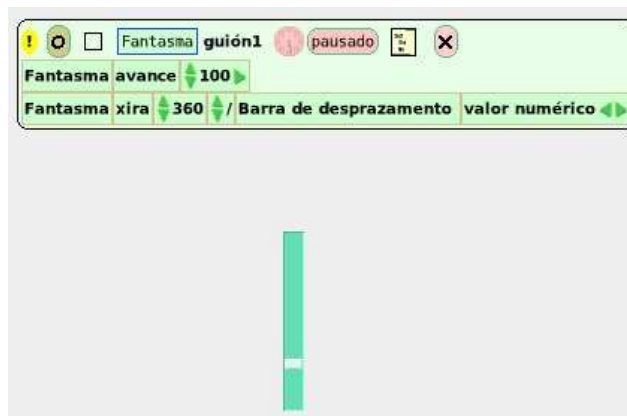 ! Fantasma guión1 pausado
Fantasma avance 100
Fantasma xira 360 / Barra de desprazamento valor numérico